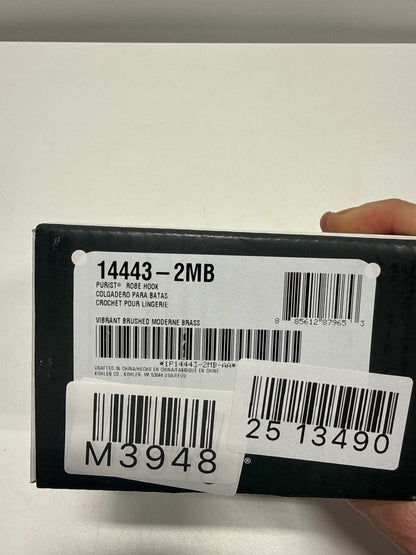 14443-2MB
PURIST® ROBE HOOK
COLGADERO PARA BATAS
CROCHET POUR LINGERIE
VIBRANT BRUSHED MODERNE BRASS
8 85612 87965 3
*1P14443-2MB-AA*
CRAFTED IN CHINA/HECHO EN CHINA/FABRIQUÉ EN CHINE
KOHLER CO., KOHLER, WI 53044 USA/EEUU
M3948
25 13490
®